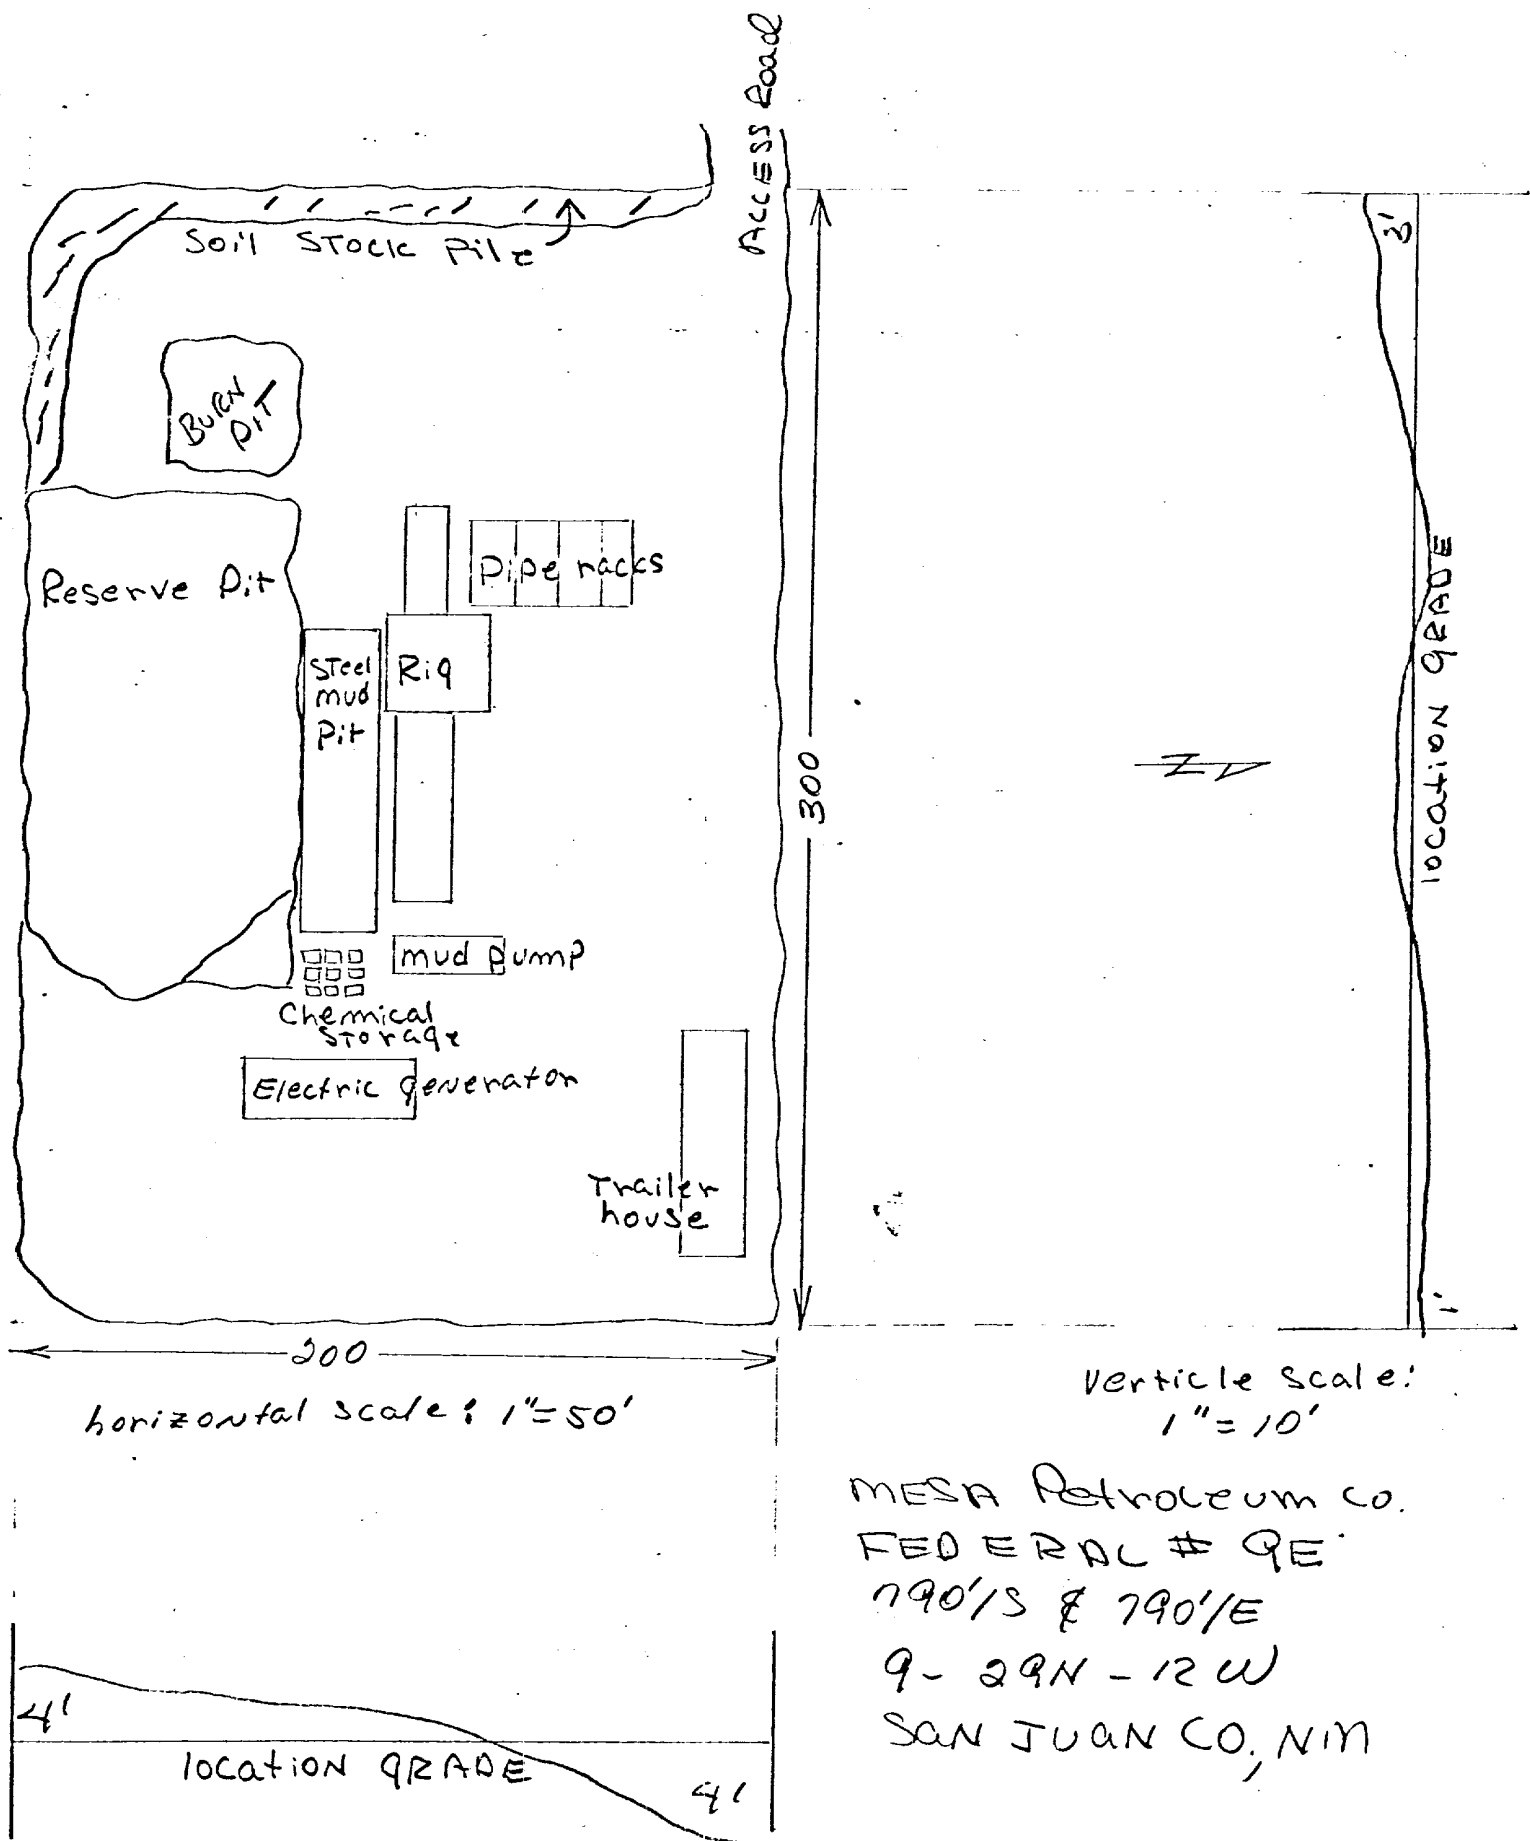 ACCESS Road
Soil STOCK Pile
3'
BURN
PIT
Reserve Pit
Pipe racks
Steel
mud
Pit
Rig
location GRADE
300
N
mud pump
Chemical
Storage
Electric generator
Trailer
house
1'
200
horizontal scale: 1"=50'
Verticle scale:
1"=10'
MESA Petroleum Co.
FEDERAL # 9E
790'/S & 790'/E
9- 29N - 12W
SAN JUAN CO, NM
4'
location GRADE
4'